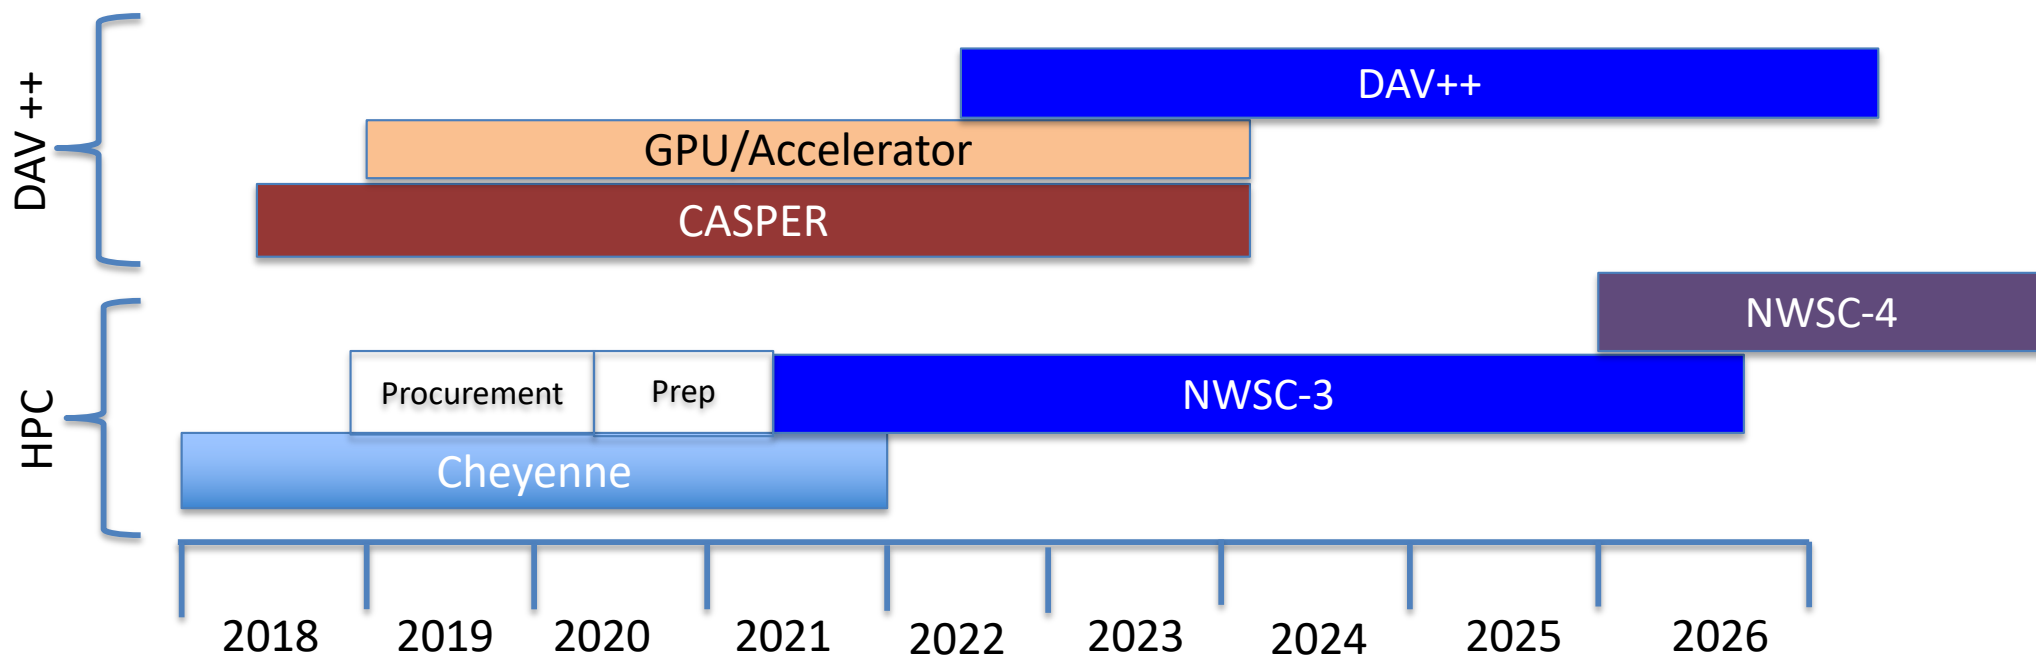 DAV ++
DAV++
GPU/Accelerator
CASPER
HPC
NWSC-4
Procurement
Prep
NWSC-3
Cheyenne
2018 2019 2020 2021 2022 2023 2024 2025 2026